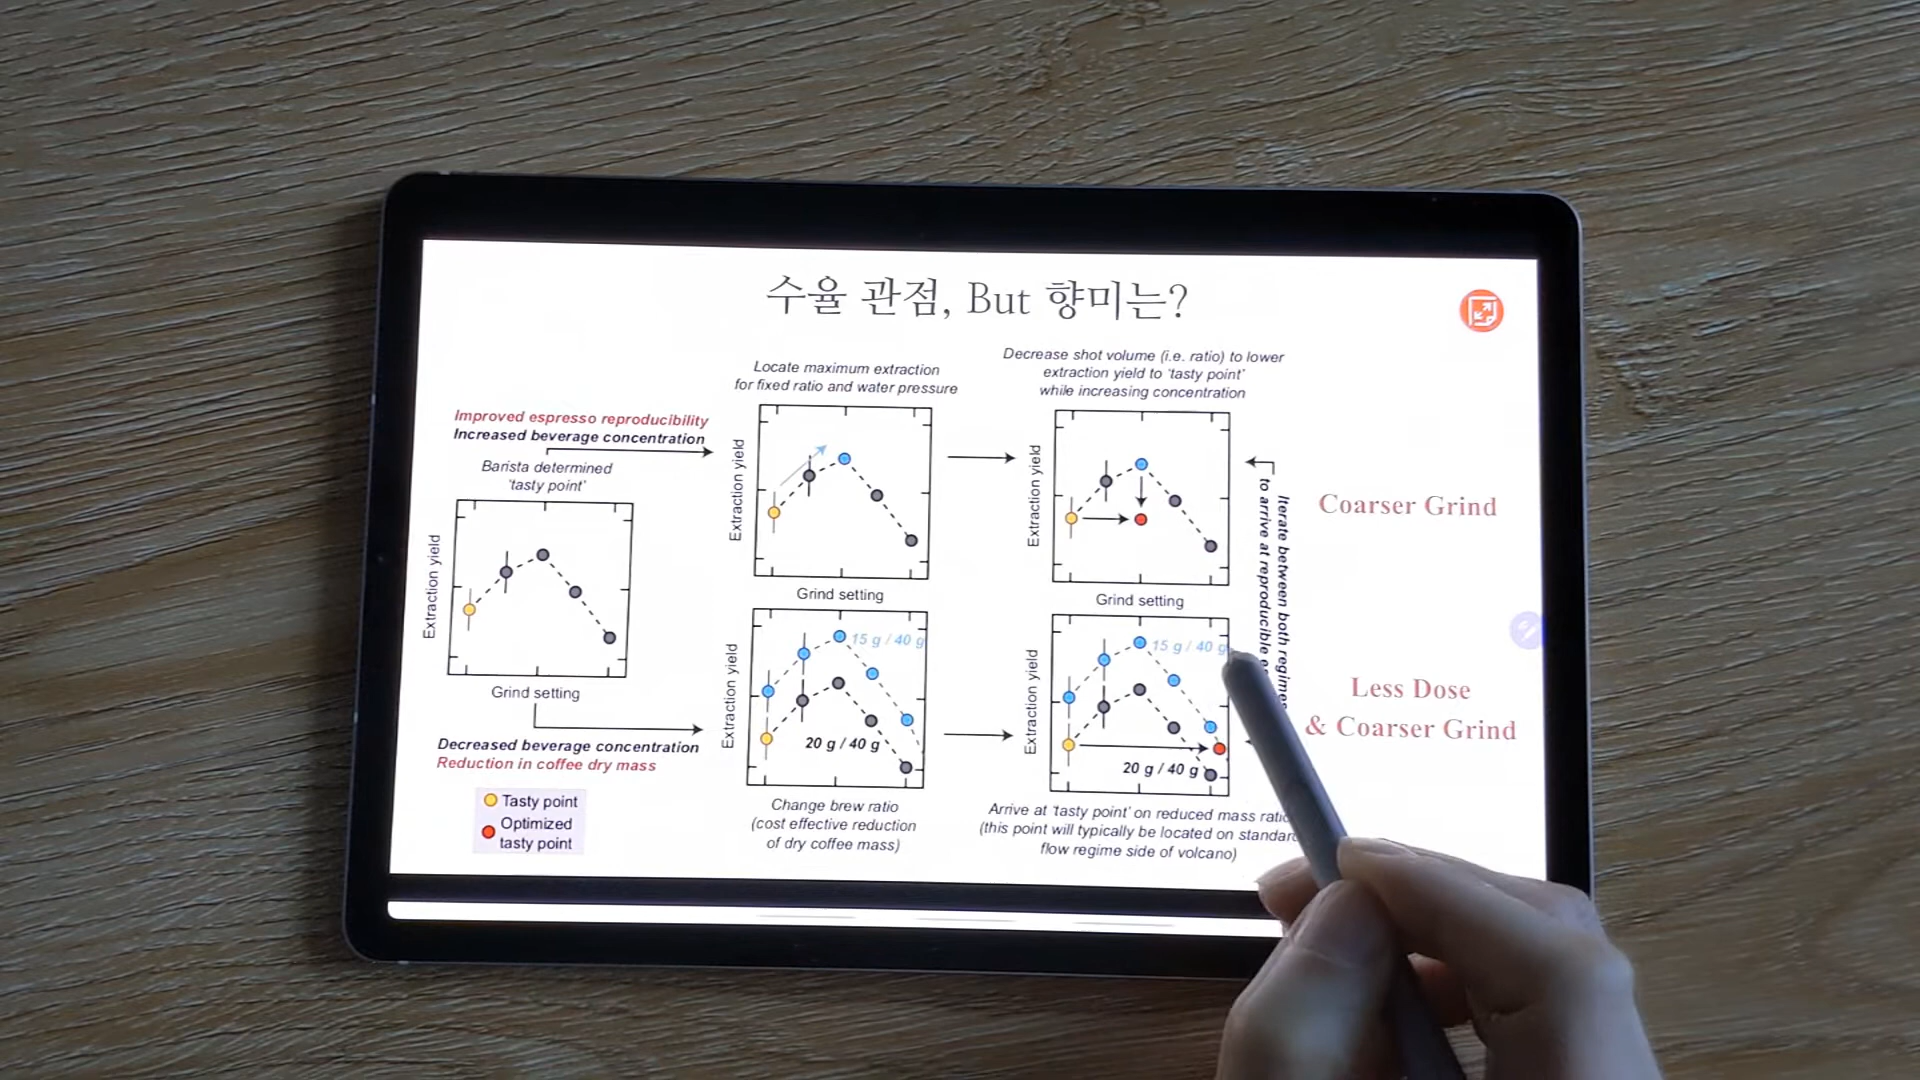 수율 관점, But 향미는?
Improved espresso reproducibility
Increased beverage concentration
Barista determined
'tasty point'
Extraction yield
Grind setting
Decreased beverage concentration
Reduction in coffee dry mass
Tasty point
Optimized
tasty point
Locate maximum extraction
for fixed ratio and water pressure
Extraction yield
Grind setting
Extraction yield
15 g / 40 g
20 g / 40 g
Change brew ratio
(cost effective reduction
of dry coffee mass)
Decrease shot volume (i.e. ratio) to lower
extraction yield to 'tasty point'
while increasing concentration
Extraction yield
Grind setting
Extraction yield
15 g / 40 g
20 g / 40 g
Arrive at 'tasty point' on reduced mass
(this point will typically be located on
flow regime side of volcano)
Iterate between both regimes
to arrive at reproducible
Coarser Grind
Less Dose
& Coarser Grind